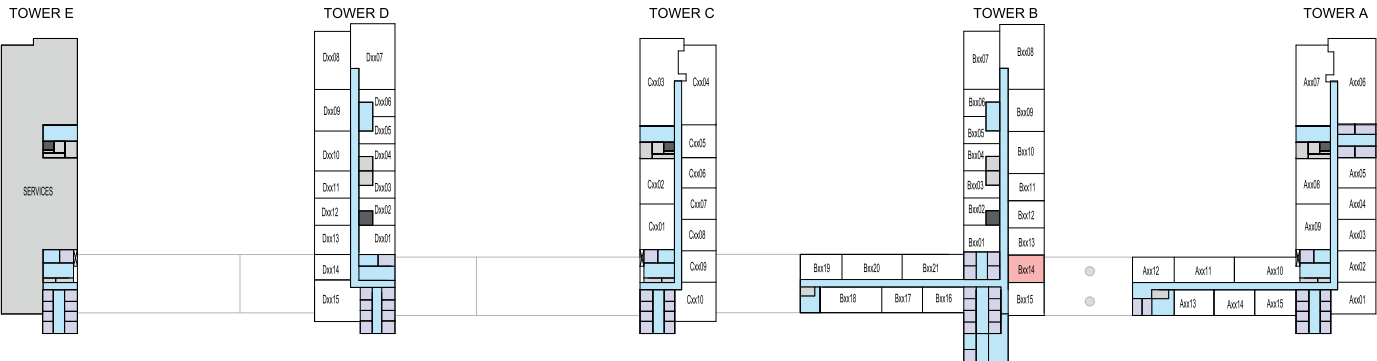 TOWER E
SERVICES
TOWER D
Dxx08
Dxx07
Dxx09
Dxx06
Dxx05
Dxx10
Dxx04
Dxx11
Dxx03
Dxx12
Dxx02
Dxx13
Dxx01
Dxx14
Dxx15
TOWER C
Cxx03
Cxx04
Cxx05
Cxx02
Cxx06
Cxx07
Cxx01
Cxx08
Cxx09
Cxx10
TOWER B
Bxx07
Bxx08
Bxx06
Bxx09
Bxx05
Bxx04
Bxx10
Bxx03
Bxx11
Bxx02
Bxx12
Bxx01
Bxx13
Bxx19
Bxx20
Bxx21
Bxx14
Bxx18
Bxx17
Bxx16
Bxx15
TOWER A
Axx07
Axx06
Axx05
Axx08
Axx04
Axx09
Axx03
Axx12
Axx11
Axx10
Axx02
Axx13
Axx14
Axx15
Axx01